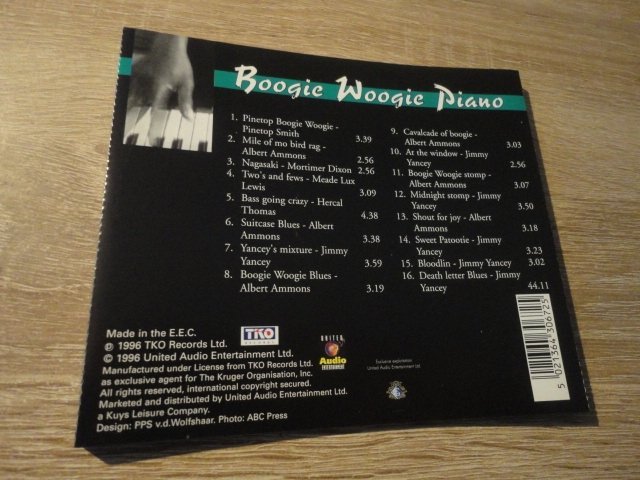 Boogie Woogie Piano
1. Pinetop Boogie Woogie -
Pinetop Smith 3.39
2. Mile of mo bird rag -
Albert Ammons 2.56
3. Nagasaki - Mortimer Dixon 2.56
4. Two's and fews - Meade Lux
Lewis 3.09
5. Bass going crazy - Hercal
Thomas 4.38
6. Suitcase Blues - Albert
Ammons 3.38
7. Yancey's mixture - Jimmy
Yancey 3.59
8. Boogie Woogie Blues -
Albert Ammons 3.19
9. Cavalcade of boogie -
Albert Ammons 3.03
10. At the window - Jimmy
Yancey 2.56
11. Boogie Woogie stomp -
Albert Ammons 3.07
12. Midnight stomp - Jimmy
Yancey 3.50
13. Shout for joy - Albert
Ammons 3.18
14. Sweet Patootie - Jimmy
Yancey 3.23
15. Bloodlin - Jimmy Yancey 3.02
16. Death letter Blues - Jimmy
Yancey 44.11
Made in the E.E.C.
℗ 1996 TKO Records Ltd.
© 1996 United Audio Entertainment Ltd.
Manufactured under License from TKO Records Ltd.
as exclusive agent for The Kruger Organisation, Inc.
All rights reserved, international copyright secured.
Marketed and distributed by United Audio Entertainment,
a Kuys Leisure Company.
Design: PPS v.d.Wolfshaar. Photo: ABC Press
TKO
RECORDS
UNITED
Audio
ENTERTAINMENT
Exclusive exploitation:
United Audio Entertainment Ltd.
5 021364 306725